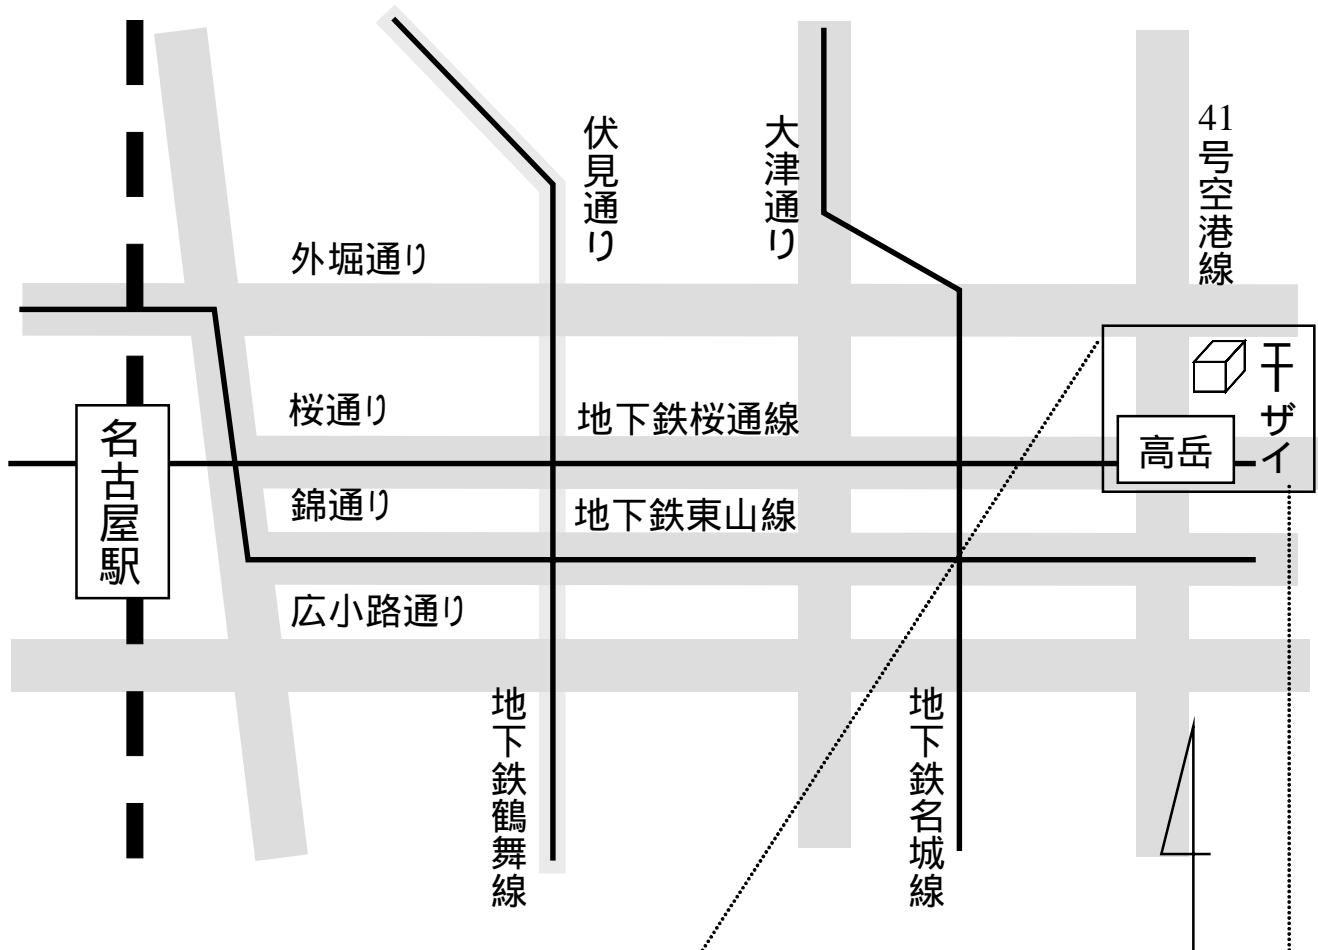 41号空港線
大津通り
伏見通り
外堀通り
桜通り
地下鉄桜通線
高岳
干ザイ
名古屋駅
錦通り
地下鉄東山線
広小路通り
地下鉄鶴舞線
地下鉄名城線